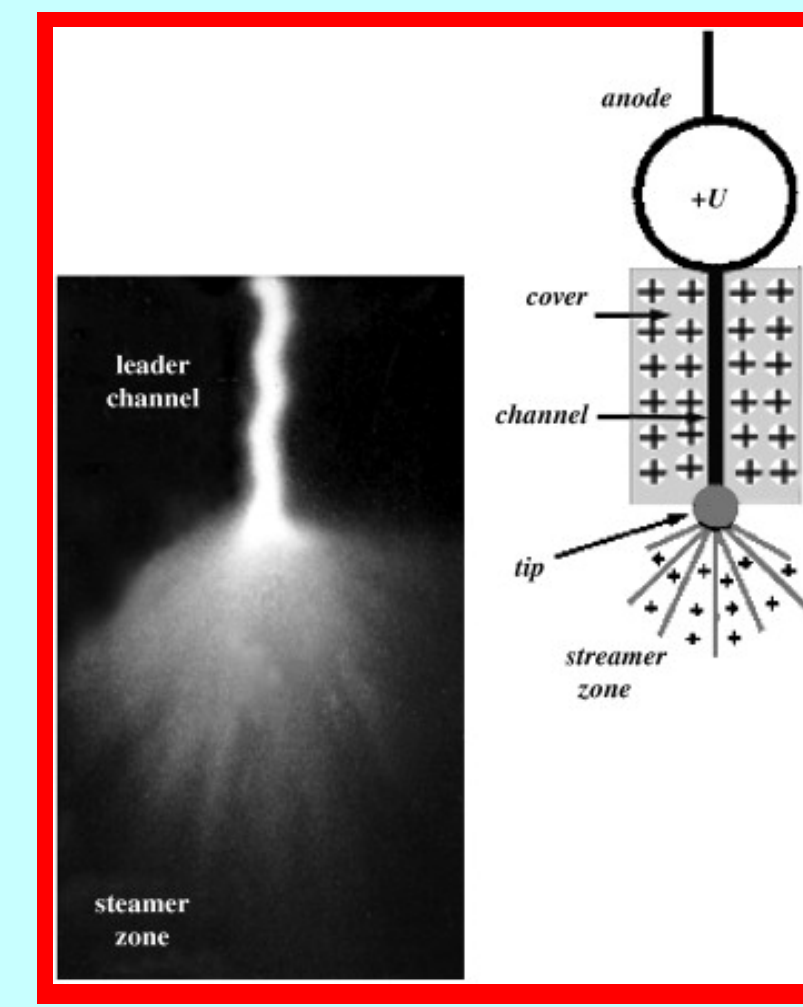 anode
+U
cover
leader
channel
channel
tip
streamer
zone
steamer
zone